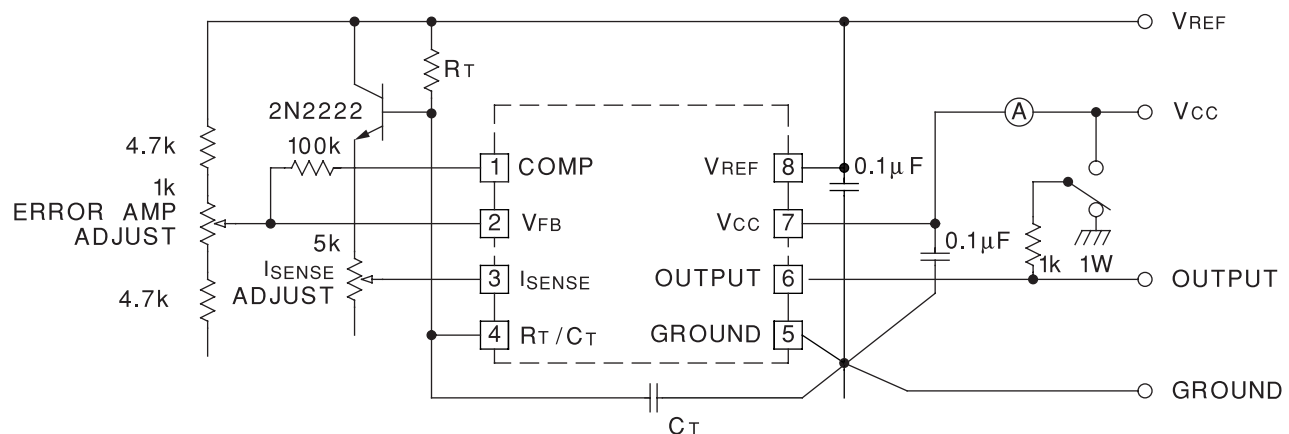 VREF
RT
VCC
A
2N2222
100k
4.7k
1 COMP
VREF 8
0.1μF
1k
ERROR AMP
ADJUST
2 VFB
VCC 7
0.1μF
5k
ISENSE
ADJUST
3 ISENSE
OUTPUT 6
1k 1W
OUTPUT
4.7k
4 RT/CT
GROUND 5
GROUND
CT